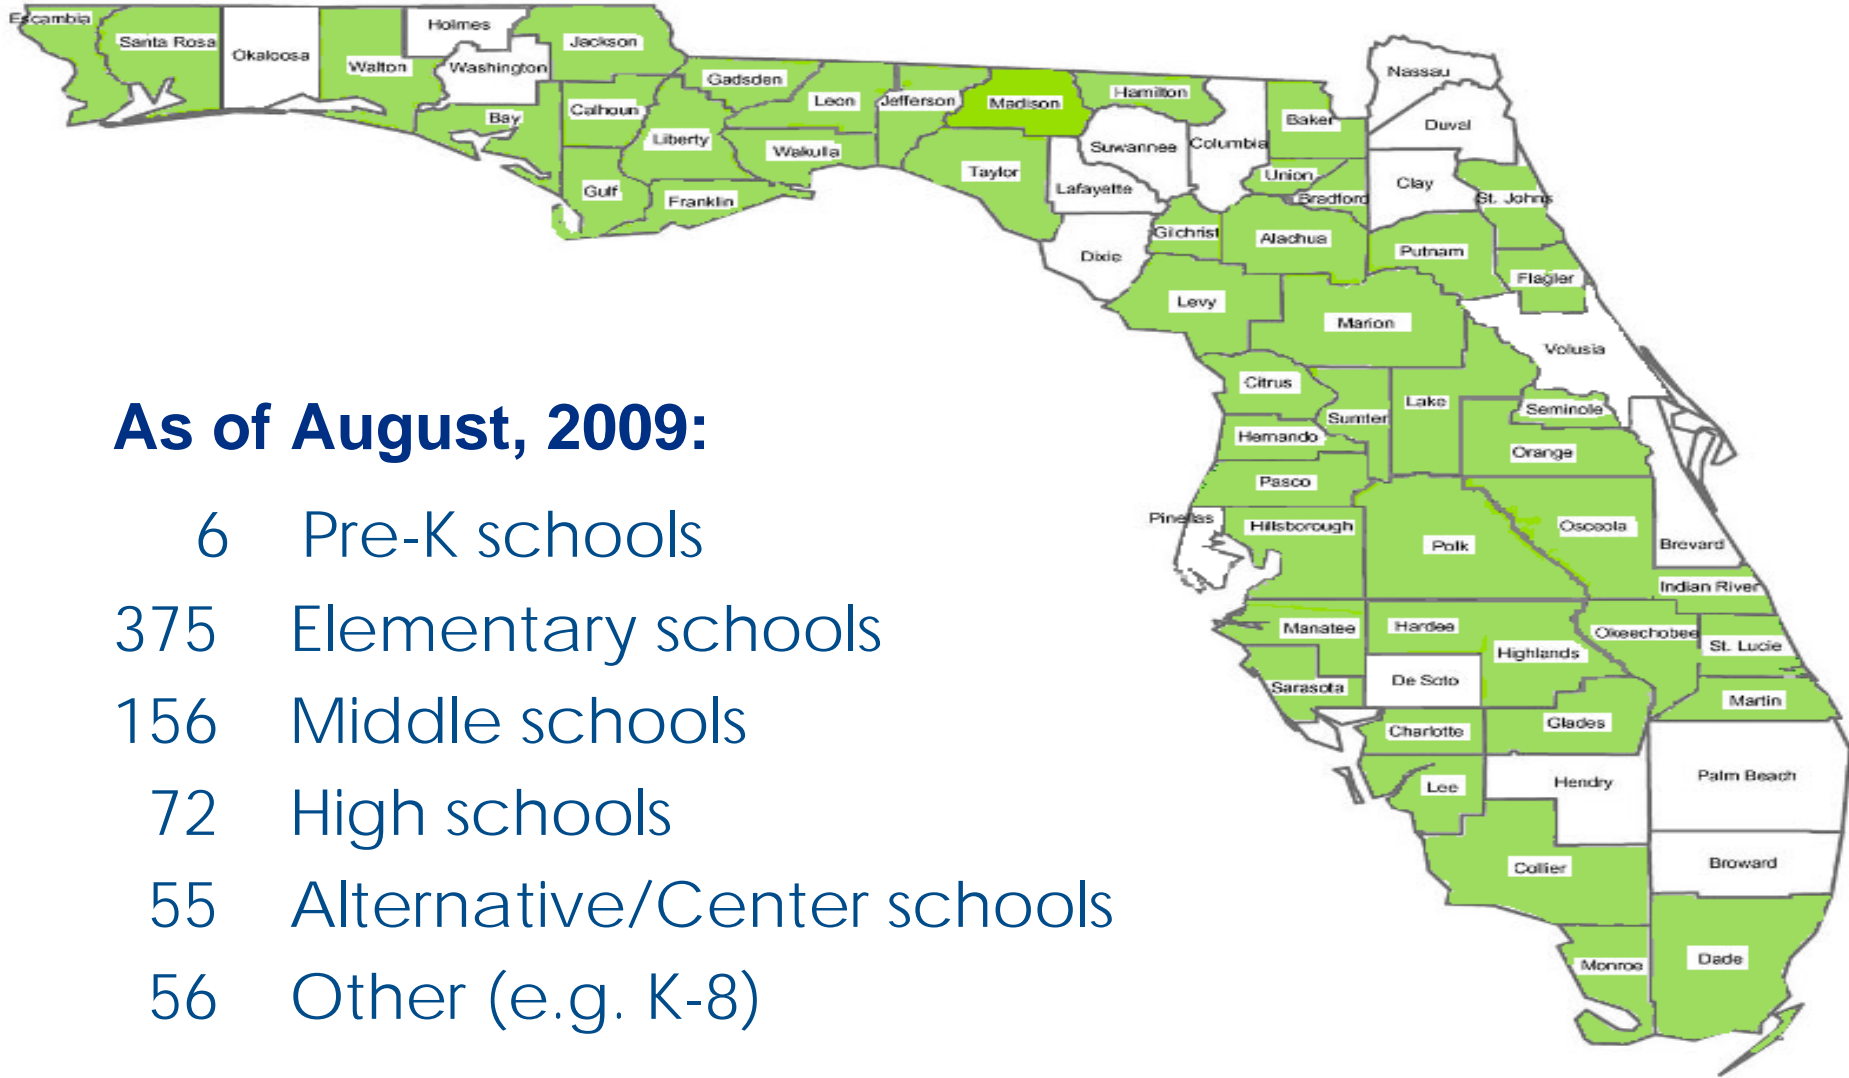 Escambia
Santa Rosa
Okaloosa
Walton
Holmes
Washington
Jackson
Bay
Calhoun
Gulf
Liberty
Franklin
Gadsden
Leon
Wakulla
Jefferson
Madison
Taylor
Hamilton
Suwannee
Lafayette
Dixie
Columbia
Baker
Union
Bradford
Nassau
Duval
Clay
St. Johns
Gilchrist
Alachua
Putnam
Flagler
Levy
Marion
Volusia
Citrus
Sumter
Lake
Seminole
Hernando
Orange
Pasco
Pinellas
Hillsborough
Polk
Osceola
Brevard
Indian River
Manatee
Hardee
Highlands
Okeechobee
St. Lucie
Sarasota
De Soto
Martin
Charlotte
Glades
Lee
Hendry
Palm Beach
Collier
Broward
Monroe
Dade
As of August, 2009:
6 Pre-K schools
375 Elementary schools
156 Middle schools
72 High schools
55 Alternative/Center schools
56 Other (e.g. K-8)